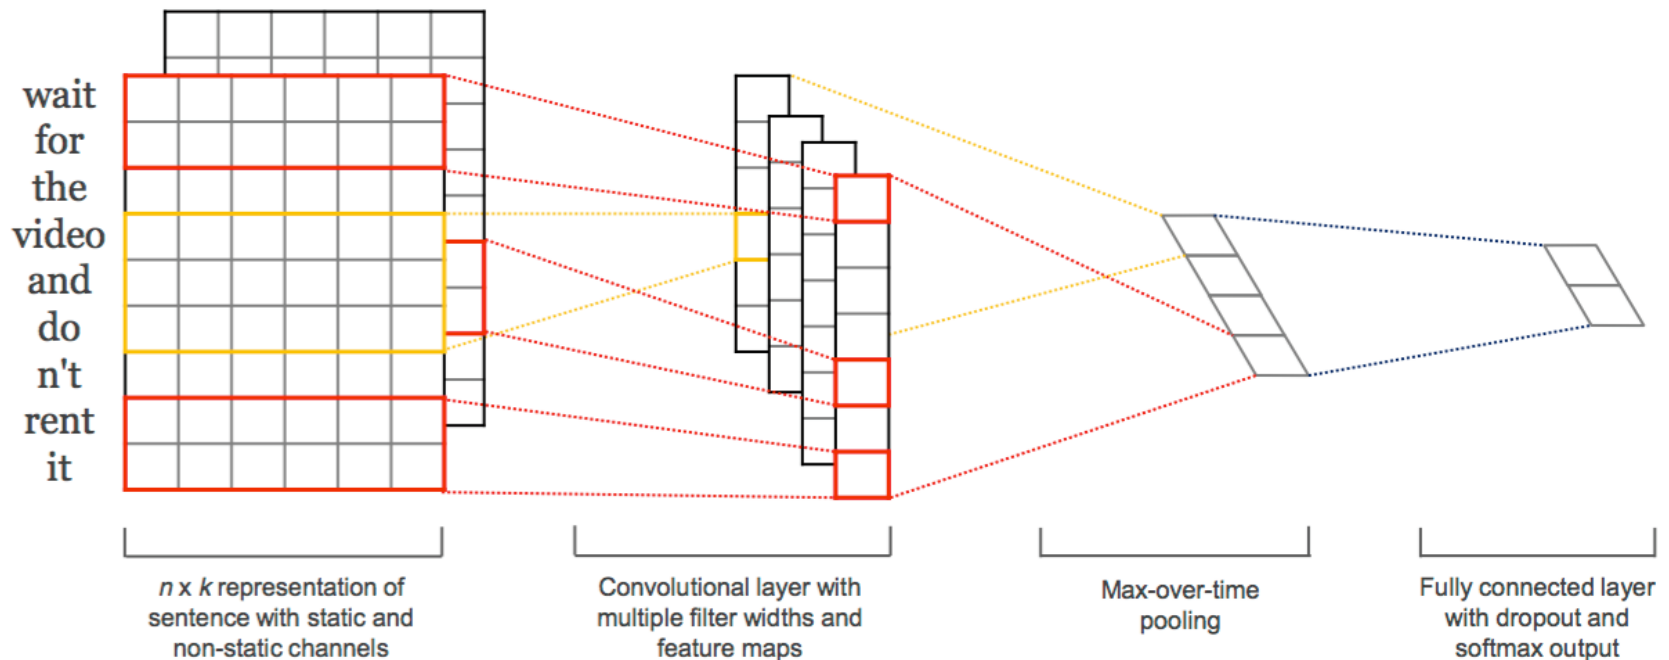 wait
for
the
video
and
do
n't
rent
it
n x k representation of
sentence with static and
non-static channels
Convolutional layer with
multiple filter widths and
feature maps
Max-over-time
pooling
Fully connected layer
with dropout and
softmax output